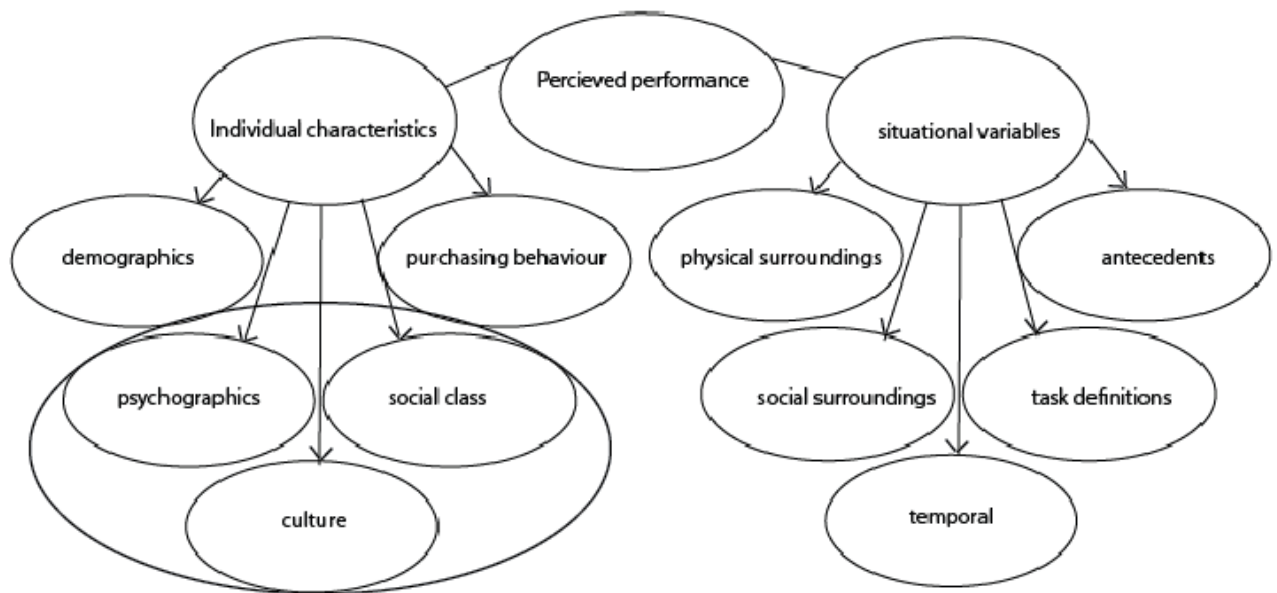 Percieved performance
Individual characteristics
situational variables
demographics
purchasing behaviour
physical surroundings
antecedents
psychographics
social class
social surroundings
task definitions
culture
temporal